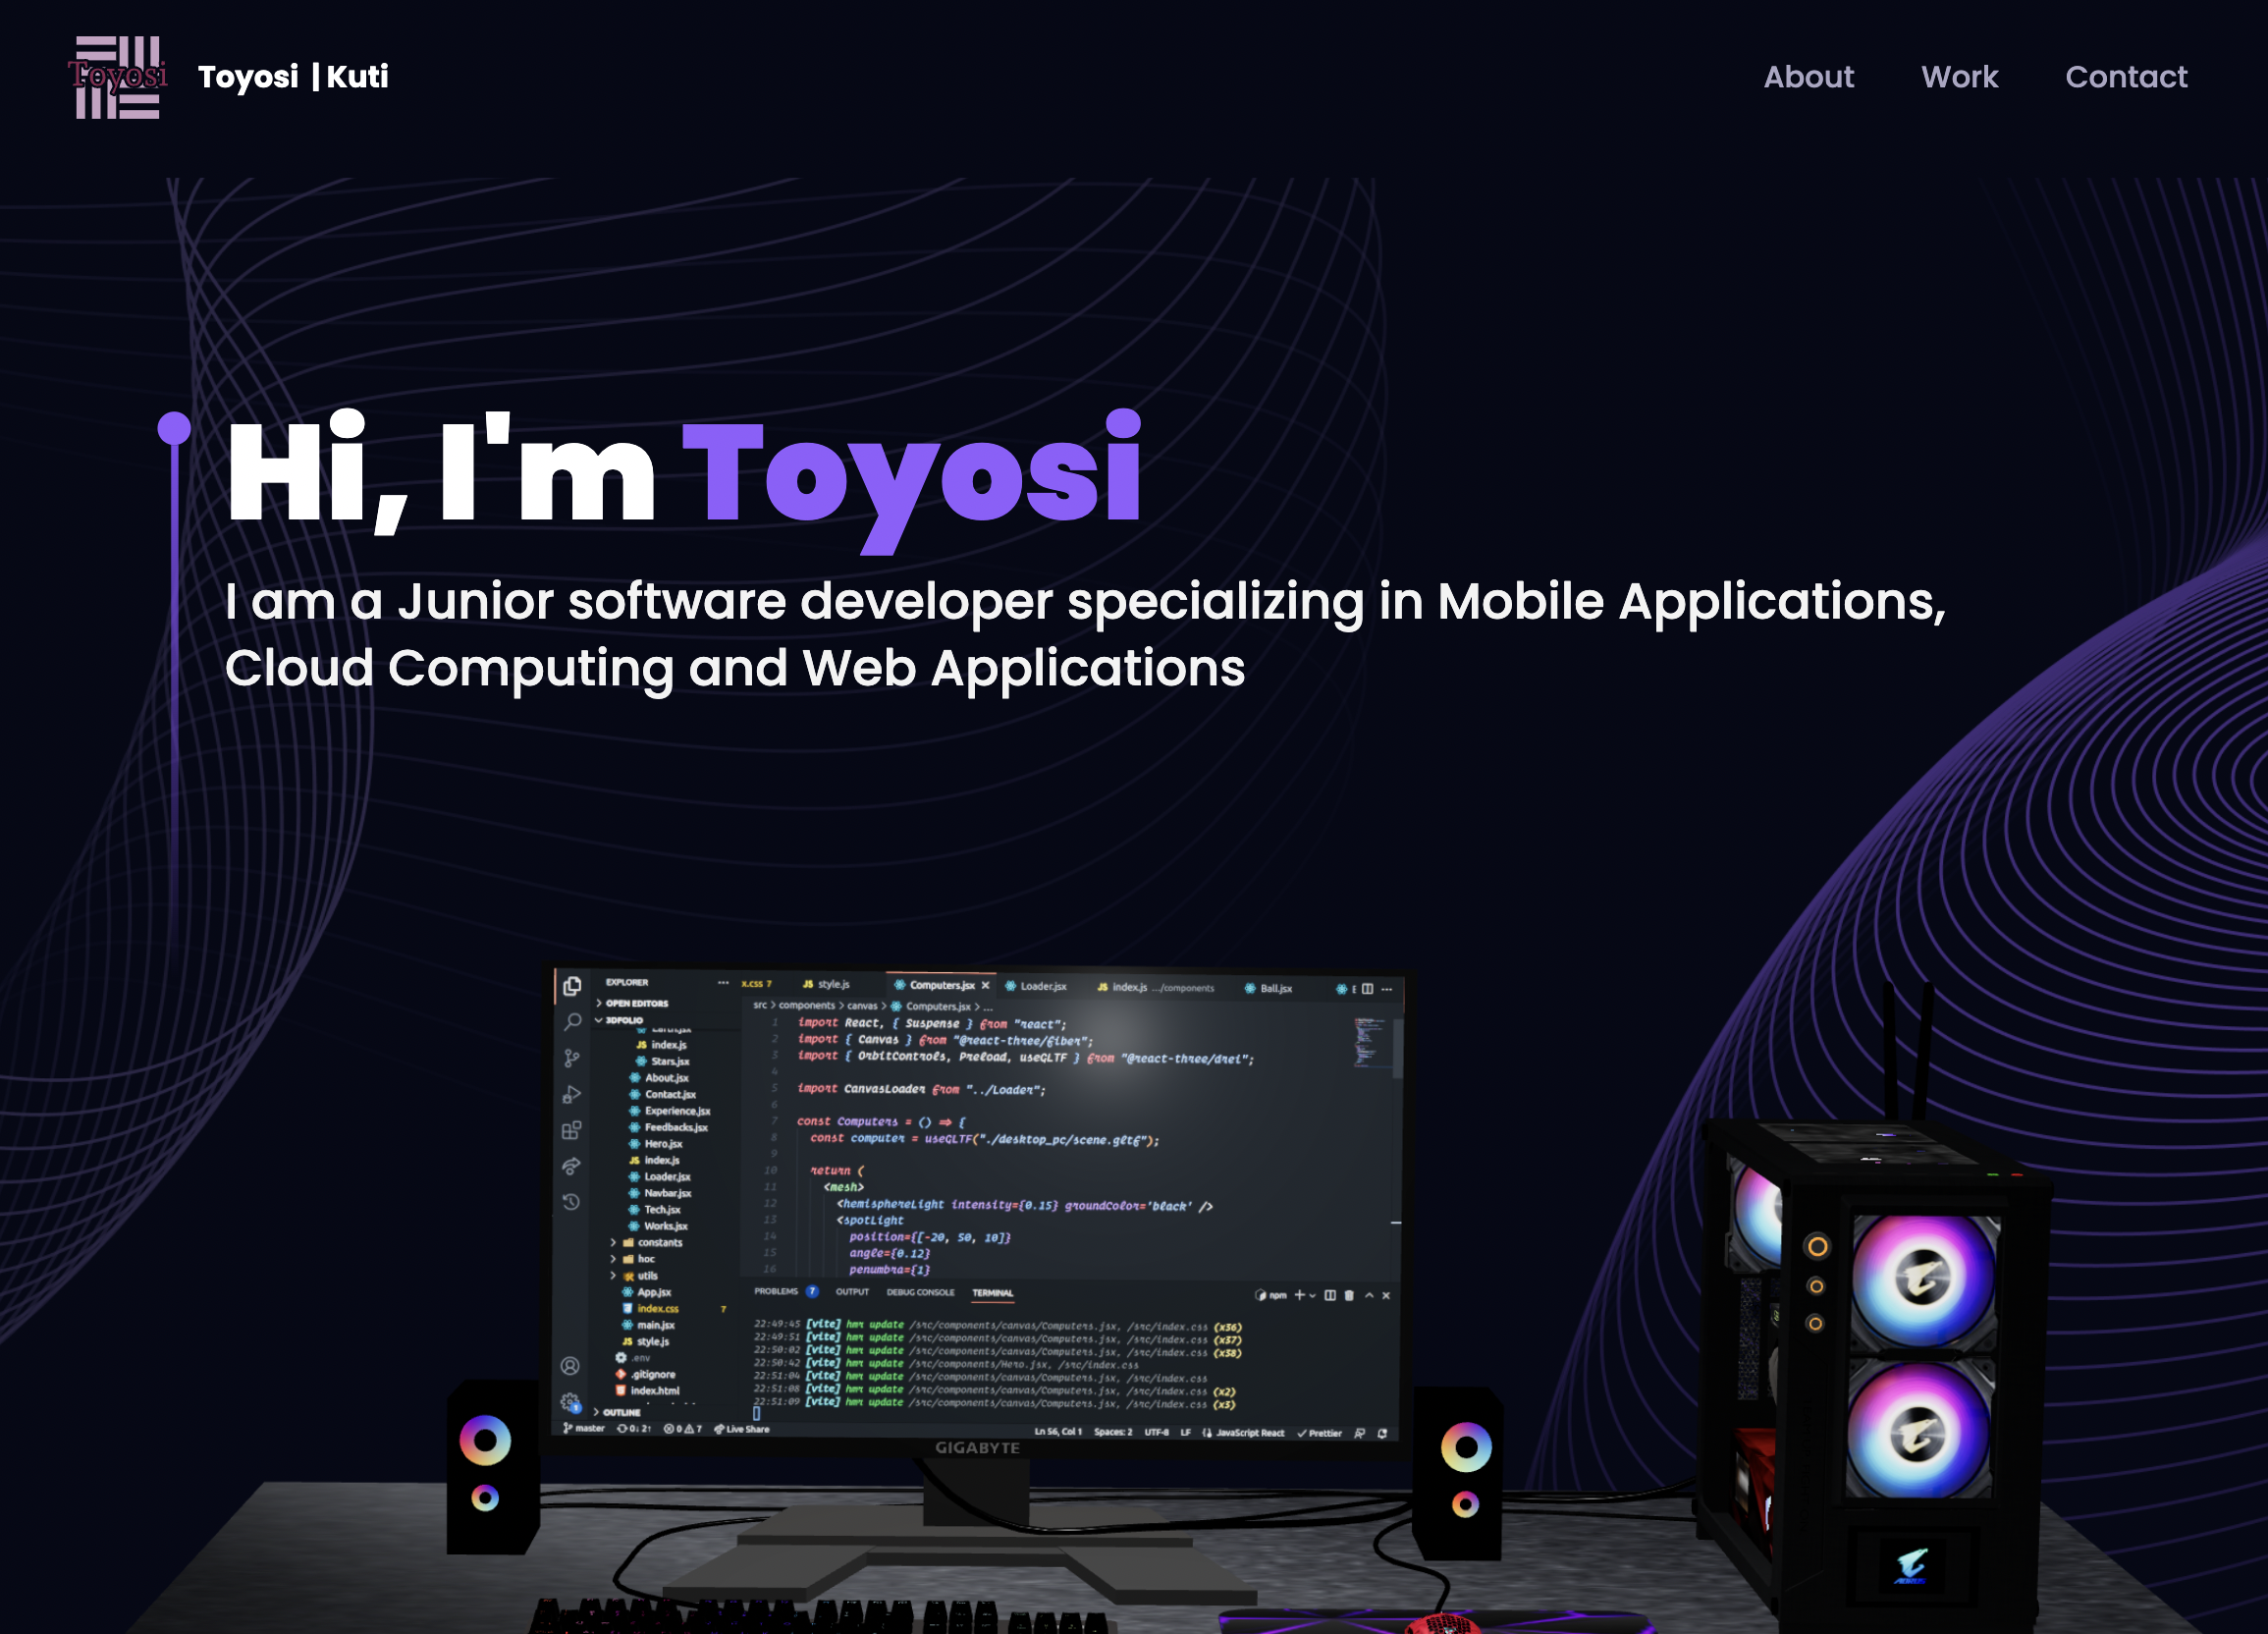 Toyosi
Toyosi | Kuti
About
Work
Contact
Hi, I'm Toyosi
I am a Junior software developer specializing in Mobile Applications,
Cloud Computing and Web Applications
EXPLORER
OPEN EDITORS
3DFOLIO
index.js
Stars.jsx
About.jsx
Contact.jsx
Experience.jsx
Feedbacks.jsx
Hero.jsx
index.js
Loader.jsx
Navbar.jsx
Tech.jsx
Works.jsx
constants
hoc
utils
App.jsx
index.css 7
main.jsx
style.js
.env
.gitignore
index.html
OUTLINE
x.css 7
style.js
Computers.jsx
Loader.jsx
index.js .../components
Ball.jsx
src > components > canvas > Computers.jsx > ...
1 import React, { Suspense } from "react";
2 import { Canvas } from "@react-three/fiber";
3 import { OrbitControls, Preload, useGLTF } from "@react-three/drei";
4
5 import CanvasLoader from "../Loader";
6
7 const Computers = () => {
8 const computer = useGLTF("./desktop_pc/scene.gltf");
9
10 return (
11 <mesh>
12 <hemisphereLight intensity={0.15} groundColor='black' />
13 <spotLight
14 position={[-20, 50, 10]}
15 angle={0.12}
16 penumbra={1}
PROBLEMS 7
OUTPUT
DEBUG CONSOLE
TERMINAL
npm
22:49:45 [vite] hmr update /src/components/canvas/Computers.jsx, /src/index.css (x36)
22:49:51 [vite] hmr update /src/components/canvas/Computers.jsx, /src/index.css (x37)
22:50:02 [vite] hmr update /src/components/canvas/Computers.jsx, /src/index.css (x38)
22:50:42 [vite] hmr update /src/components/Hero.jsx, /src/index.css
22:51:04 [vite] hmr update /src/components/canvas/Computers.jsx, /src/index.css
22:51:08 [vite] hmr update /src/components/canvas/Computers.jsx, /src/index.css (x2)
22:51:09 [vite] hmr update /src/components/canvas/Computers.jsx, /src/index.css (x3)
master 0↓ 2↑ 0 7 Live Share
Ln 56, Col 1 Spaces: 2 UTF-8 LF JavaScript React Prettier
GIGABYTE